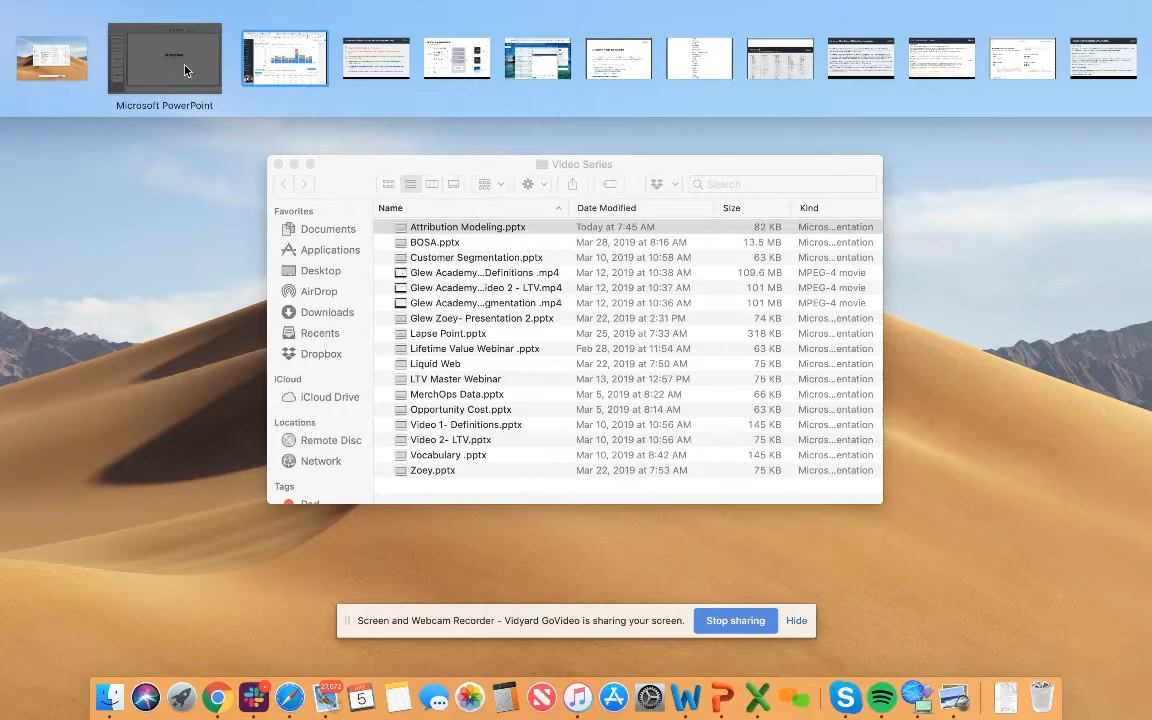 Microsoft PowerPoint
Video Series
Search
Favorites
Documents
Applications
Desktop
AirDrop
Downloads
Recents
Dropbox
iCloud
iCloud Drive
Locations
Remote Disc
Network
Tags
Name Date Modified Size Kind
Attribution Modeling.pptx Today at 7:45 AM 82 KB Micros...entation
BOSA.pptx Mar 28, 2019 at 8:16 AM 13.5 MB Micros...entation
Customer Segmentation.pptx Mar 10, 2019 at 10:58 AM 63 KB Micros...entation
Glew Academy...Definitions .mp4 Mar 12, 2019 at 10:38 AM 109.6 MB MPEG-4 movie
Glew Academy...ideo 2 - LTV.mp4 Mar 12, 2019 at 10:37 AM 101 MB MPEG-4 movie
Glew Academy...gmentation .mp4 Mar 12, 2019 at 10:36 AM 101 MB MPEG-4 movie
Glew Zoey- Presentation 2.pptx Mar 22, 2019 at 2:31 PM 74 KB Micros...entation
Lapse Point.pptx Mar 25, 2019 at 7:33 AM 318 KB Micros...entation
Lifetime Value Webinar .pptx Feb 28, 2019 at 11:54 AM 63 KB Micros...entation
Liquid Web Mar 22, 2019 at 7:50 AM 75 KB Micros...entation
LTV Master Webinar Mar 13, 2019 at 12:57 PM 75 KB Micros...entation
MerchOps Data.pptx Mar 5, 2019 at 8:22 AM 66 KB Micros...entation
Opportunity Cost.pptx Mar 5, 2019 at 8:14 AM 63 KB Micros...entation
Video 1- Definitions.pptx Mar 10, 2019 at 10:56 AM 145 KB Micros...entation
Video 2- LTV.pptx Mar 10, 2019 at 10:56 AM 75 KB Micros...entation
Vocabulary .pptx Mar 10, 2019 at 8:42 AM 145 KB Micros...entation
Zoey.pptx Mar 22, 2019 at 7:53 AM 75 KB Micros...entation
Screen and Webcam Recorder - Vidyard GoVideo is sharing your screen. Stop sharing Hide
27,672
APR
5